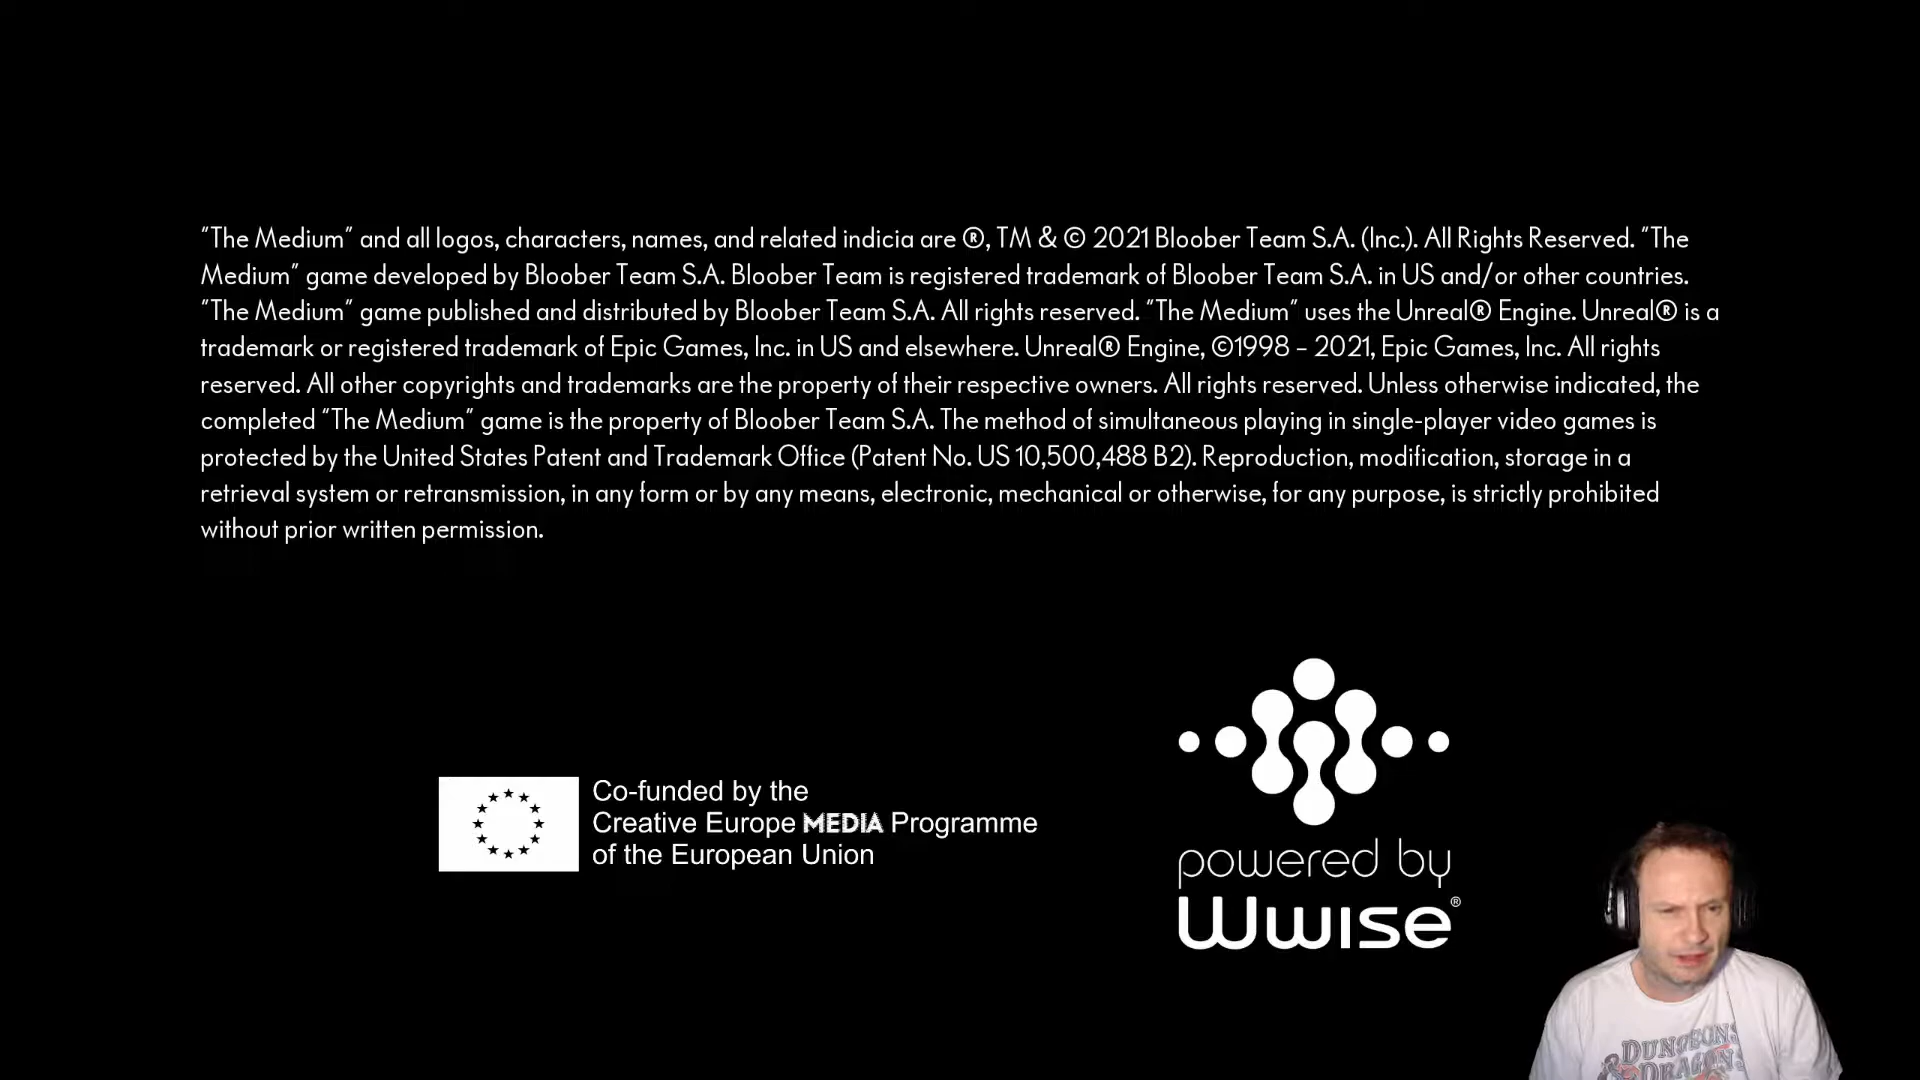 "The Medium" and all logos, characters, names, and related indicia are ®, TM & © 2021 Bloober Team S.A. (Inc.). All Rights Reserved. "The
Medium" game developed by Bloober Team S.A. Bloober Team is registered trademark of Bloober Team S.A. in US and/or other countries.
"The Medium" game published and distributed by Bloober Team S.A. All rights reserved. "The Medium" uses the Unreal® Engine. Unreal® is a
trademark or registered trademark of Epic Games, Inc. in US and elsewhere. Unreal® Engine, ©1998 – 2021, Epic Games, Inc. All rights
reserved. All other copyrights and trademarks are the property of their respective owners. All rights reserved. Unless otherwise indicated, the
completed "The Medium" game is the property of Bloober Team S.A. The method of simultaneous playing in single-player video games is
protected by the United States Patent and Trademark Office (Patent No. US 10,500,488 B2). Reproduction, modification, storage in a
retrieval system or retransmission, in any form or by any means, electronic, mechanical or otherwise, for any purpose, is strictly prohibited
without prior written permission.
Co-funded by the
Creative Europe MEDIA Programme
of the European Union
powered by
Wwise®
DUNGEONS
& DRAGONS